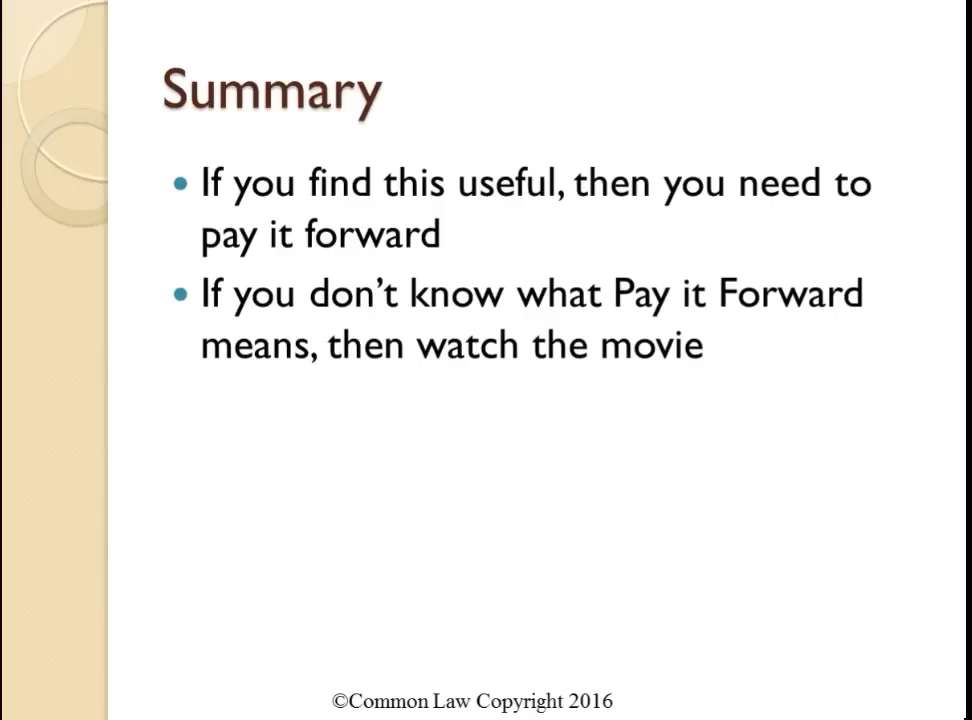 Summary
• If you find this useful, then you need to
pay it forward
• If you don’t know what Pay it Forward
means, then watch the movie
©Common Law Copyright 2016